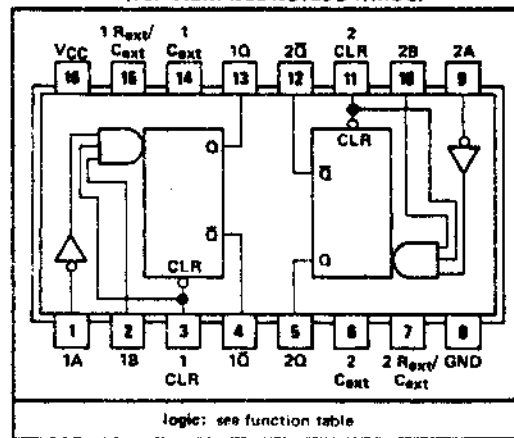 1 Rext/ 1 2
VCC Cext Cext 1Q 2Q̅ CLR 2B 2A
16 15 14 13 12 11 10 9
CLR
Q Q̅
Q̅ Q
CLR
1 2 3 4 5 6 7 8
1A 1B 1 1Q̅ 2Q 2 2 Rext/ GND
CLR Cext Cext
logic: see function table